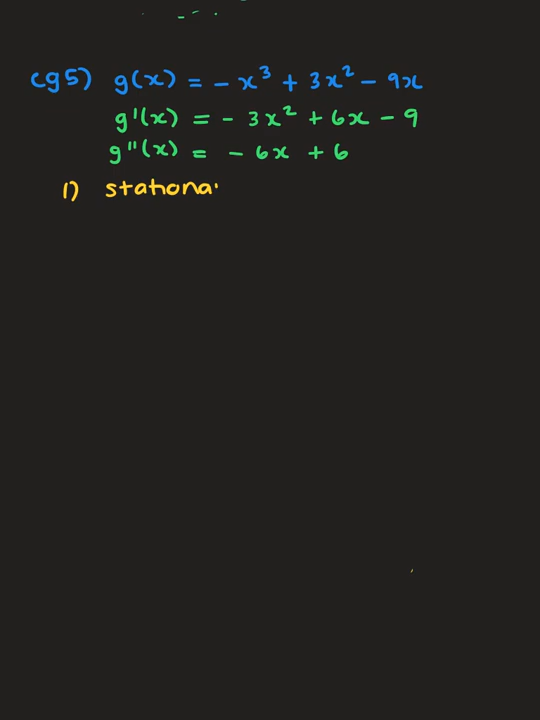 eg5) g(x) = - x³ + 3x² - 9x
g'(x) = - 3x² + 6x - 9
g''(x) = - 6x + 6
1) stationa